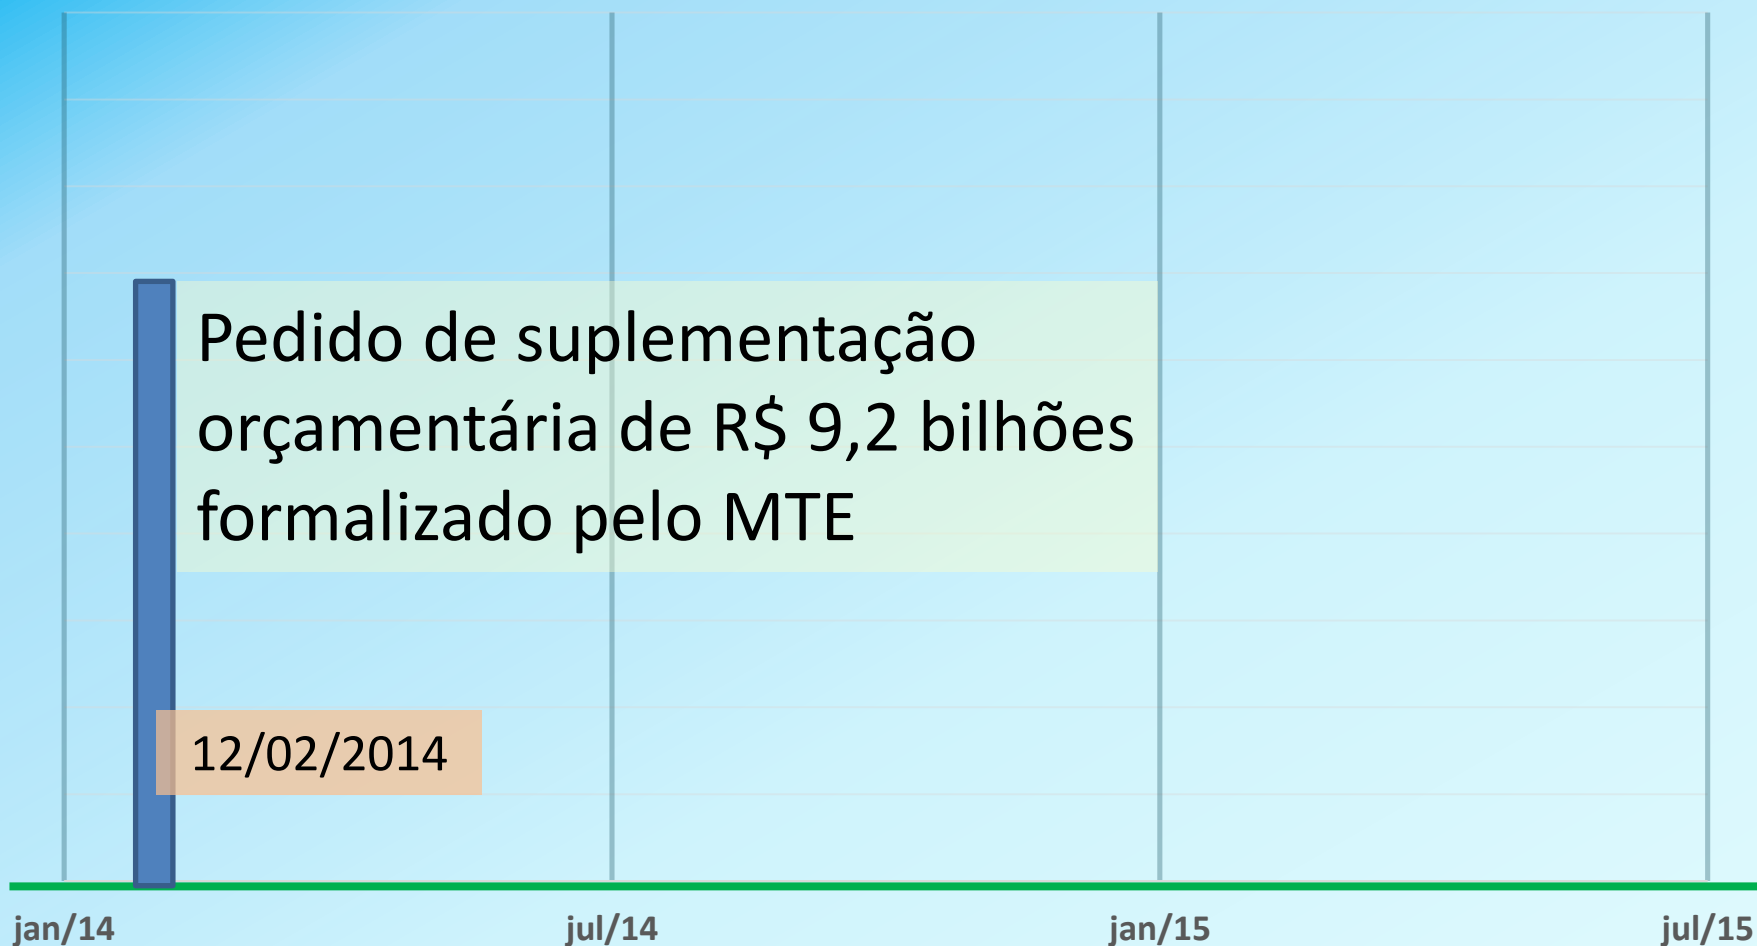 Pedido de suplementação
orçamentária de R$ 9,2 bilhões
formalizado pelo MTE
12/02/2014
jan/14
jul/14
jan/15
jul/15